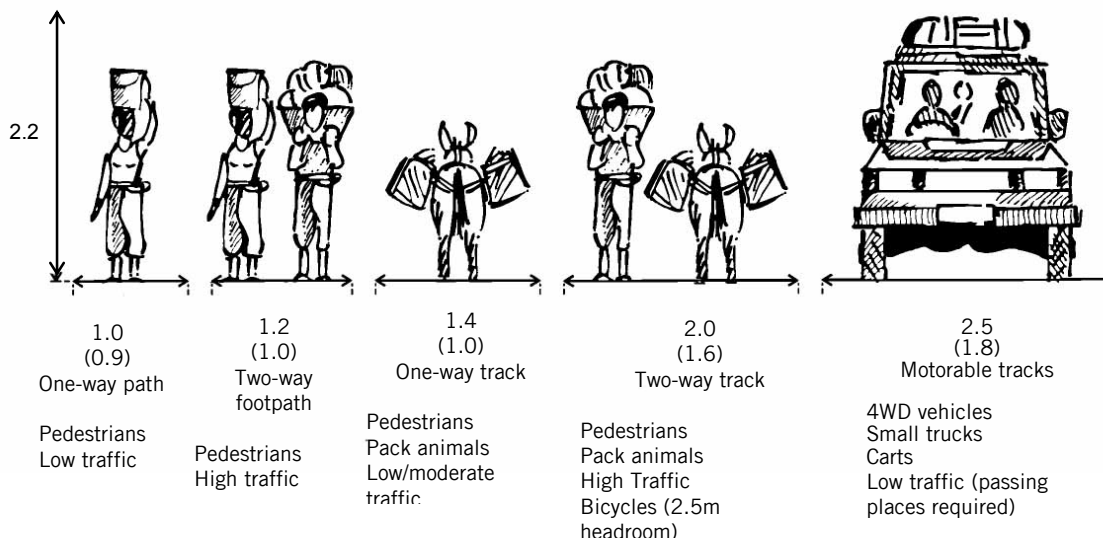 2.2
1.0
(0.9)
One-way path
Pedestrians
Low traffic
1.2
(1.0)
Two-way
footpath
Pedestrians
High traffic
1.4
(1.0)
One-way track
Pedestrians
Pack animals
Low/moderate
traffic
2.0
(1.6)
Two-way track
Pedestrians
Pack animals
High Traffic
Bicycles (2.5m
headroom)
2.5
(1.8)
Motorable tracks
4WD vehicles
Small trucks
Carts
Low traffic (passing
places required)